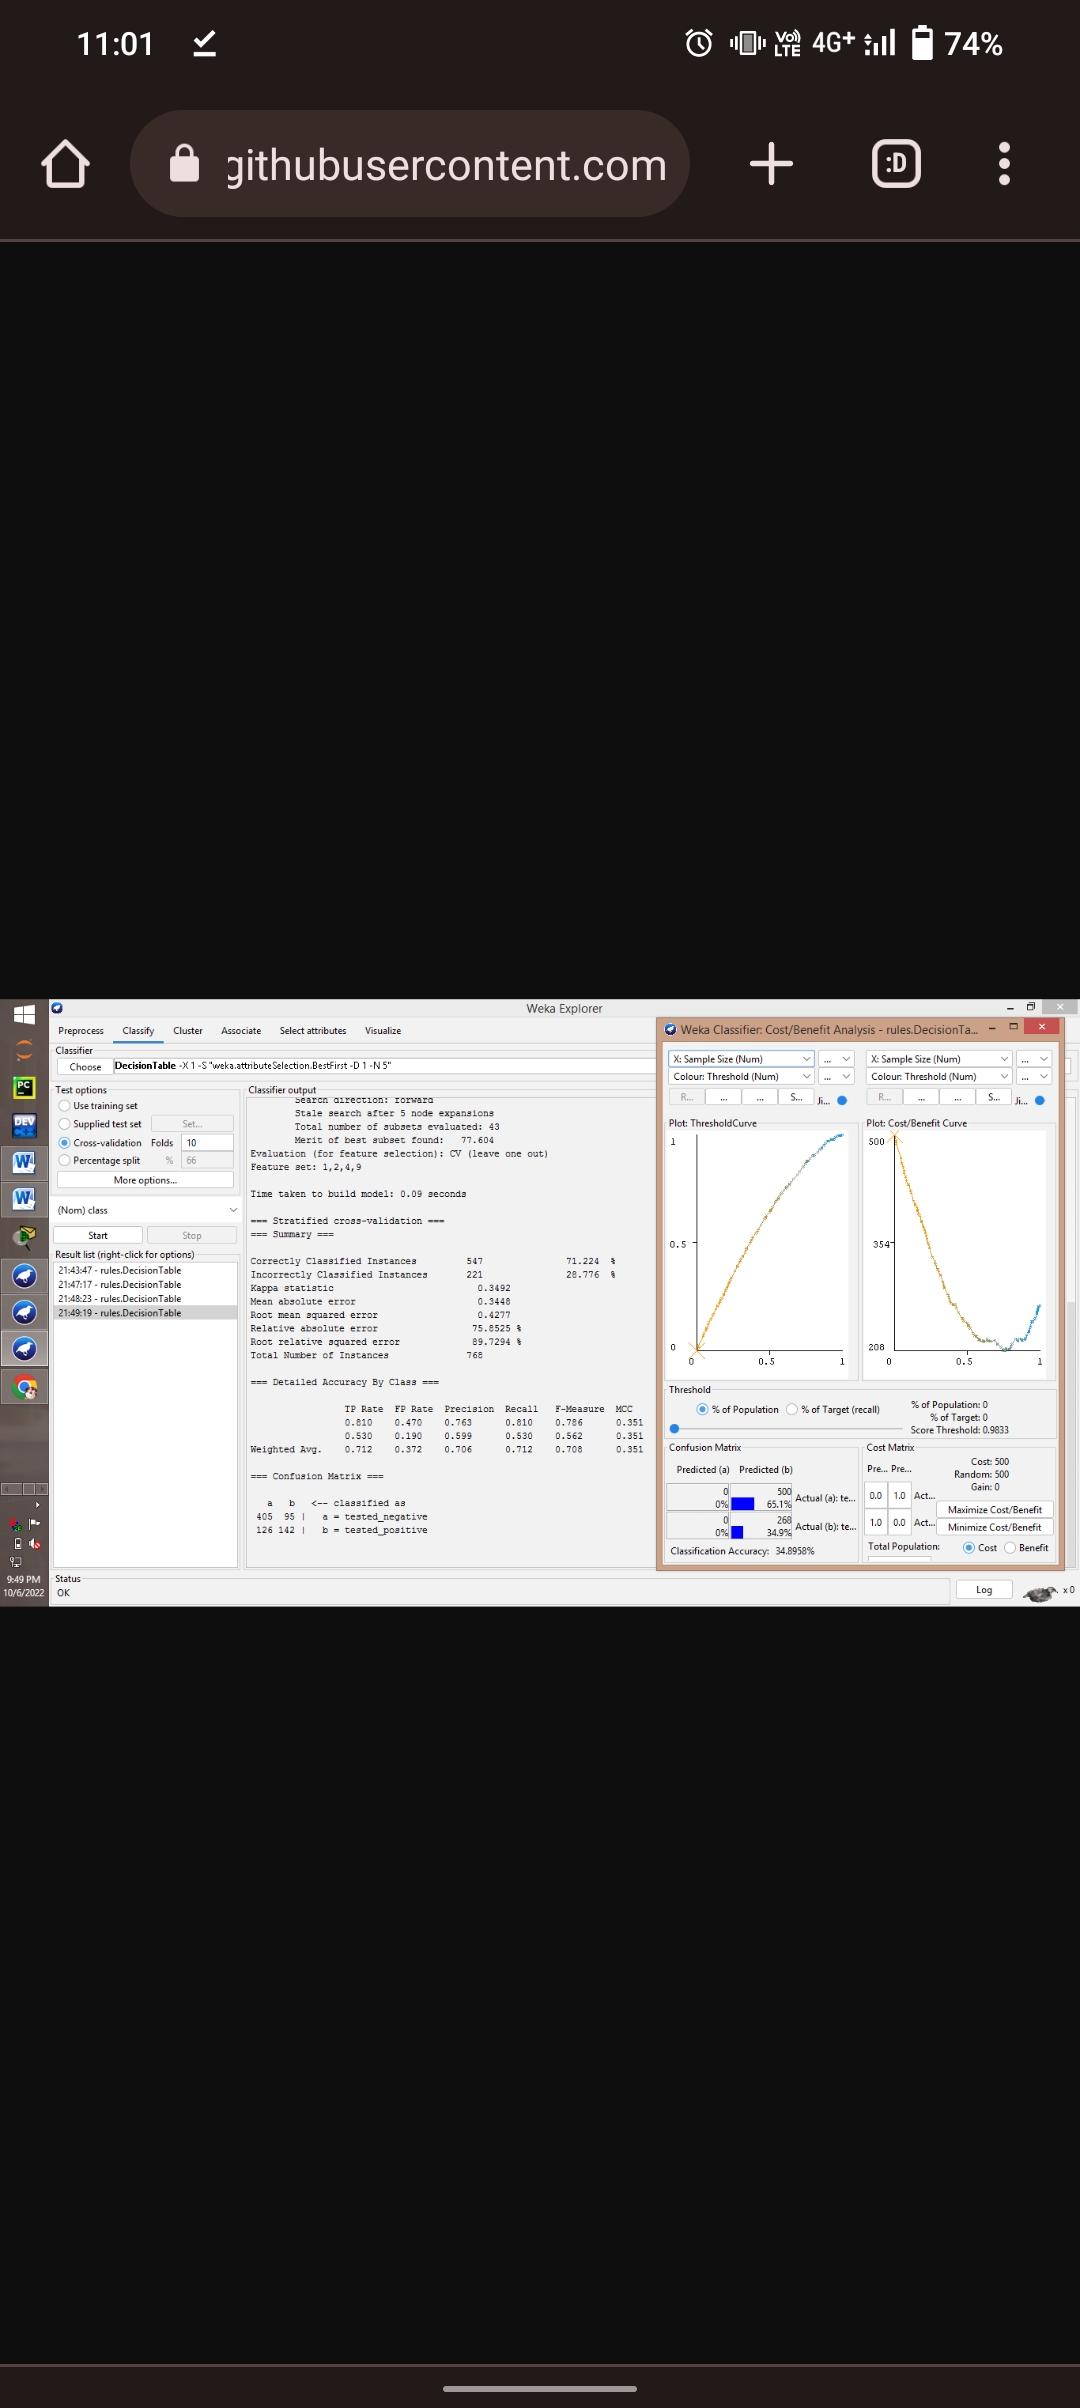 11:01
VoLTE 4G+ 74%
githubusercontent.com
:D
Weka Explorer
Preprocess Classify Cluster Associate Select attributes Visualize
Classifier
Choose DecisionTable -X 1 -S "weka.attributeSelection.BestFirst -D 1 -N 5"
Test options
Use training set
Supplied test set Set...
Cross-validation Folds 10
Percentage split % 66
More options...
(Nom) class
Start Stop
Result list (right-click for options)
21:43:47 - rules.DecisionTable
21:47:17 - rules.DecisionTable
21:48:23 - rules.DecisionTable
21:49:19 - rules.DecisionTable
Classifier output
Search direction: forward
Stale search after 5 node expansions
Total number of subsets evaluated: 43
Merit of best subset found: 77.604
Evaluation (for feature selection): CV (leave one out)
Feature set: 1,2,4,9
Time taken to build model: 0.09 seconds
=== Stratified cross-validation ===
=== Summary ===
Correctly Classified Instances 547 71.224 %
Incorrectly Classified Instances 221 28.776 %
Kappa statistic 0.3492
Mean absolute error 0.3448
Root mean squared error 0.4277
Relative absolute error 75.8525 %
Root relative squared error 89.7294 %
Total Number of Instances 768
=== Detailed Accuracy By Class ===
TP Rate FP Rate Precision Recall F-Measure MCC
0.810 0.470 0.763 0.810 0.786 0.351
0.530 0.190 0.599 0.530 0.562 0.351
Weighted Avg. 0.712 0.372 0.706 0.712 0.708 0.351
=== Confusion Matrix ===
a b <-- classified as
405 95 | a = tested_negative
126 142 | b = tested_positive
Weka Classifier: Cost/Benefit Analysis - rules.DecisionTa...
X: Sample Size (Num) ... X: Sample Size (Num) ...
Colour: Threshold (Num) ... Colour: Threshold (Num) ...
R... ... ... S... Ji... R... ... ... S... Ji...
Plot: ThresholdCurve
1
0.5
0
0 0.5 1
Plot: Cost/Benefit Curve
500
354
208
0 0.5 1
Threshold
% of Population % of Target (recall)
% of Population: 0
% of Target: 0
Score Threshold: 0.9833
Confusion Matrix
Predicted (a) Predicted (b)
0 500
0% 65.1% Actual (a): te...
0 268
0% 34.9% Actual (b): te...
Classification Accuracy: 34.8958%
Cost Matrix
Pre... Pre...
0.0 1.0 Act...
1.0 0.0 Act...
Cost: 500
Random: 500
Gain: 0
Maximize Cost/Benefit
Minimize Cost/Benefit
Total Population: Cost Benefit
Status
OK
Log x 0
PC
DEV C++
W
W
9:49 PM
10/6/2022